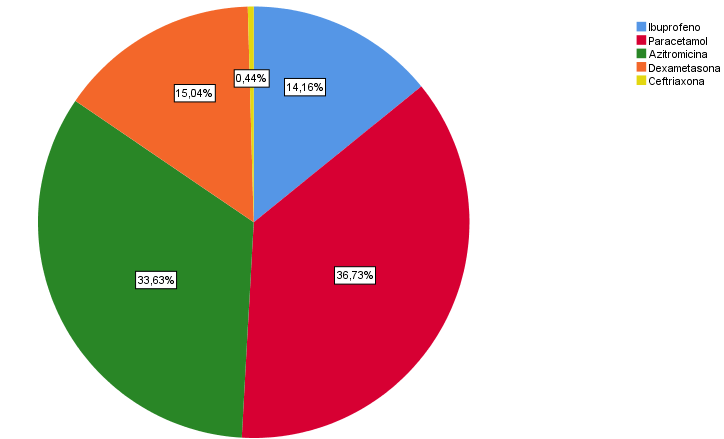 Ibuprofeno
Paracetamol
Azitromicina
Dexametasona
Ceftriaxona
0,44%
14,16%
15,04%
36,73%
33,63%